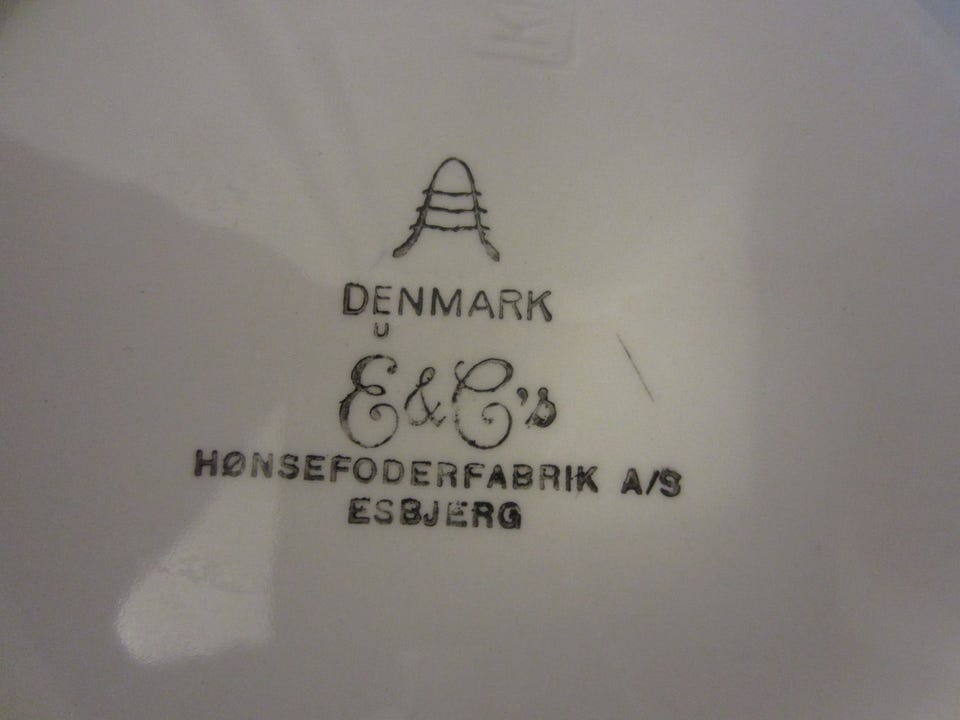 DENMARK
U
E&C's
HØNSEFODERFABRIK A/S
ESBJERG